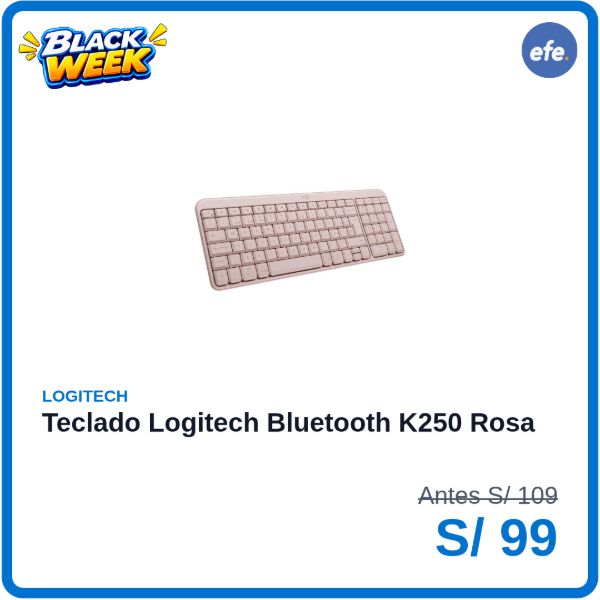 BLACK
WEEK
efe.
LOGITECH
Teclado Logitech Bluetooth K250 Rosa
Antes S/ 109
S/ 99